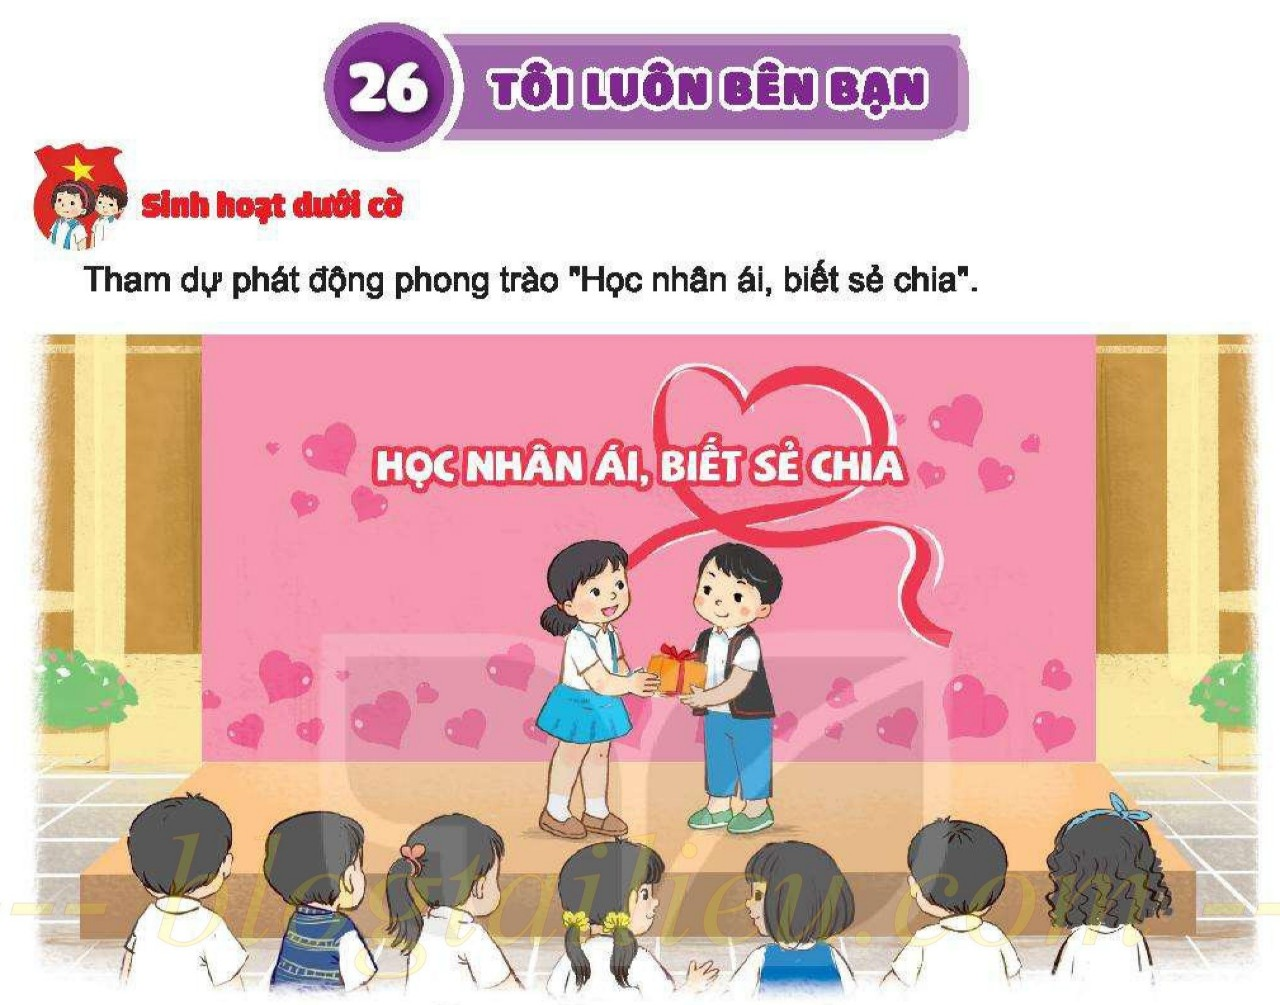 26
TÔI LUÔN BÊN BẠN
Sinh hoạt dưới cờ
Tham dự phát động phong trào "Học nhân ái, biết sẻ chia".
HỌC NHÂN ÁI, BIẾT SẺ CHIA
--- blogtailieu.com ---